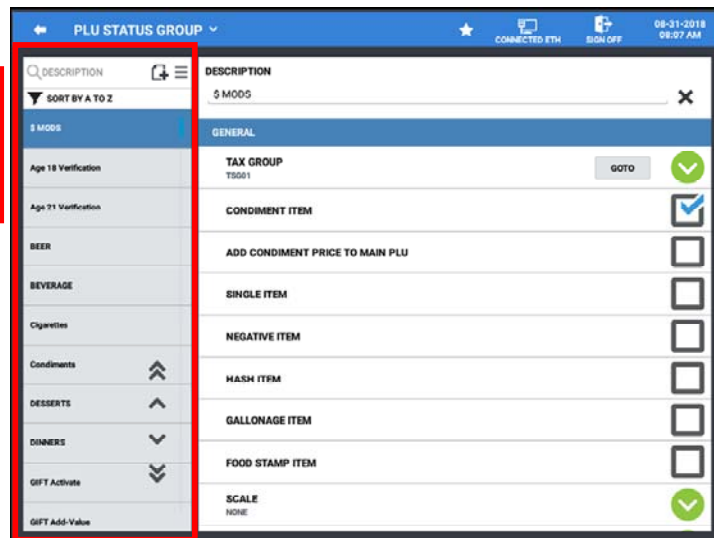 PLU STATUS GROUP
CONNECTED ETH
SIGN OFF
08-31-2018
08:07 AM
DESCRIPTION
SORT BY A TO Z
$ MODS
Age 18 Verification
Age 21 Verification
BEER
BEVERAGE
Cigarettes
Condiments
DESSERTS
DINNERS
GIFT Activate
GIFT Add-Value
DESCRIPTION
$ MODS
GENERAL
TAX GROUP
TSG01
GOTO
CONDIMENT ITEM
ADD CONDIMENT PRICE TO MAIN PLU
SINGLE ITEM
NEGATIVE ITEM
HASH ITEM
GALLONAGE ITEM
FOOD STAMP ITEM
SCALE
NONE